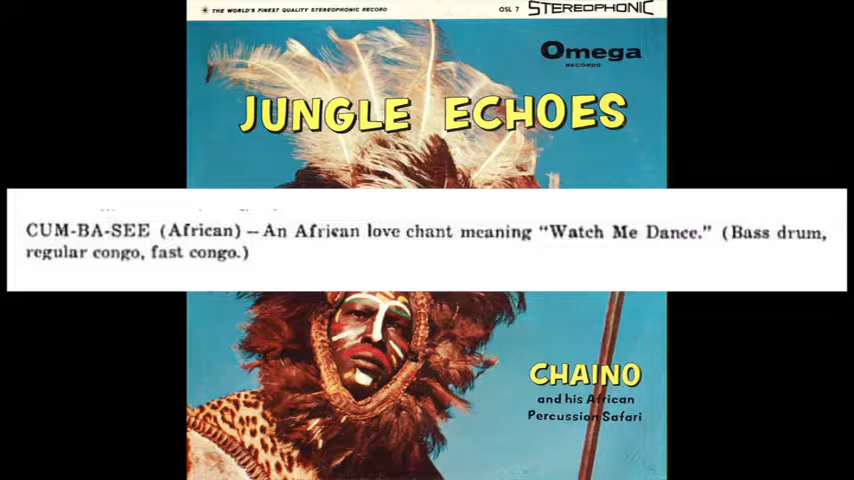 * THE WORLD'S FINEST QUALITY STEREOPHONIC RECORD
OSL 7 STEREOPHONIC
Omega
RECORDS
JUNGLE ECHOES
CUM-BA-SEE (African) – An African love chant meaning “Watch Me Dance.” (Bass drum,
regular congo, fast congo.)
CHAINO
and his African
Percussion Safari